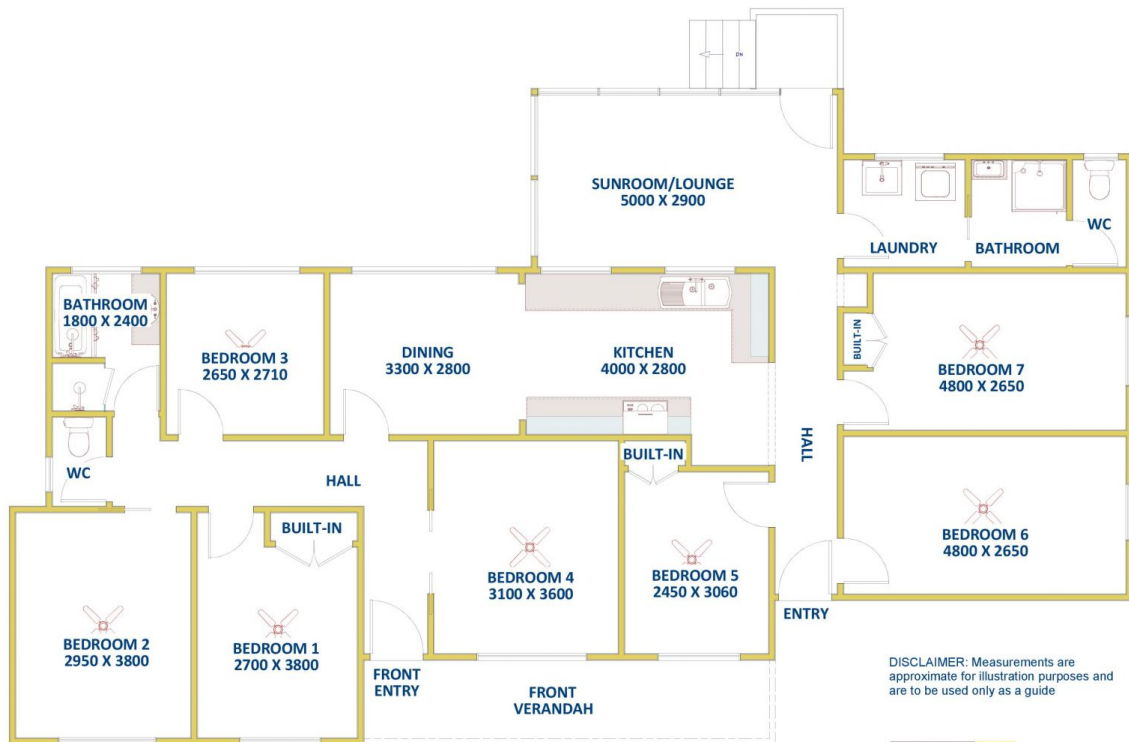 DN
SUNROOM/LOUNGE
5000 X 2900
LAUNDRY
BATHROOM
WC
BATHROOM
1800 X 2400
BEDROOM 3
2650 X 2710
DINING
3300 X 2800
KITCHEN
4000 X 2800
BUILT-IN
BEDROOM 7
4800 X 2650
WC
HALL
BUILT-IN
HALL
BUILT-IN
BEDROOM 4
3100 X 3600
BEDROOM 5
2450 X 3060
BEDROOM 6
4800 X 2650
BEDROOM 2
2950 X 3800
BEDROOM 1
2700 X 3800
ENTRY
FRONT
ENTRY
FRONT
VERANDAH
DISCLAIMER: Measurements are
approximate for illustration purposes and
are to be used only as a guide